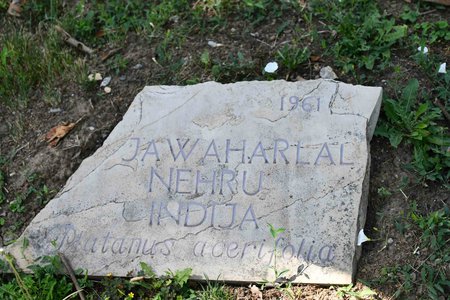 1961
JAWAHARLAL
NEHRU
INDIJA
Platanus acerifolia